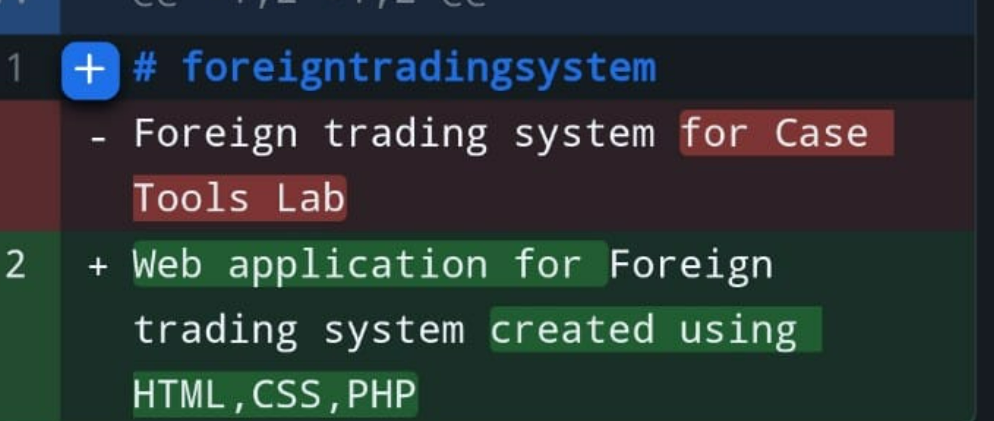 1 + # foreigntradingsystem
- Foreign trading system for Case
Tools Lab
2 + Web application for Foreign
trading system created using
HTML,CSS,PHP